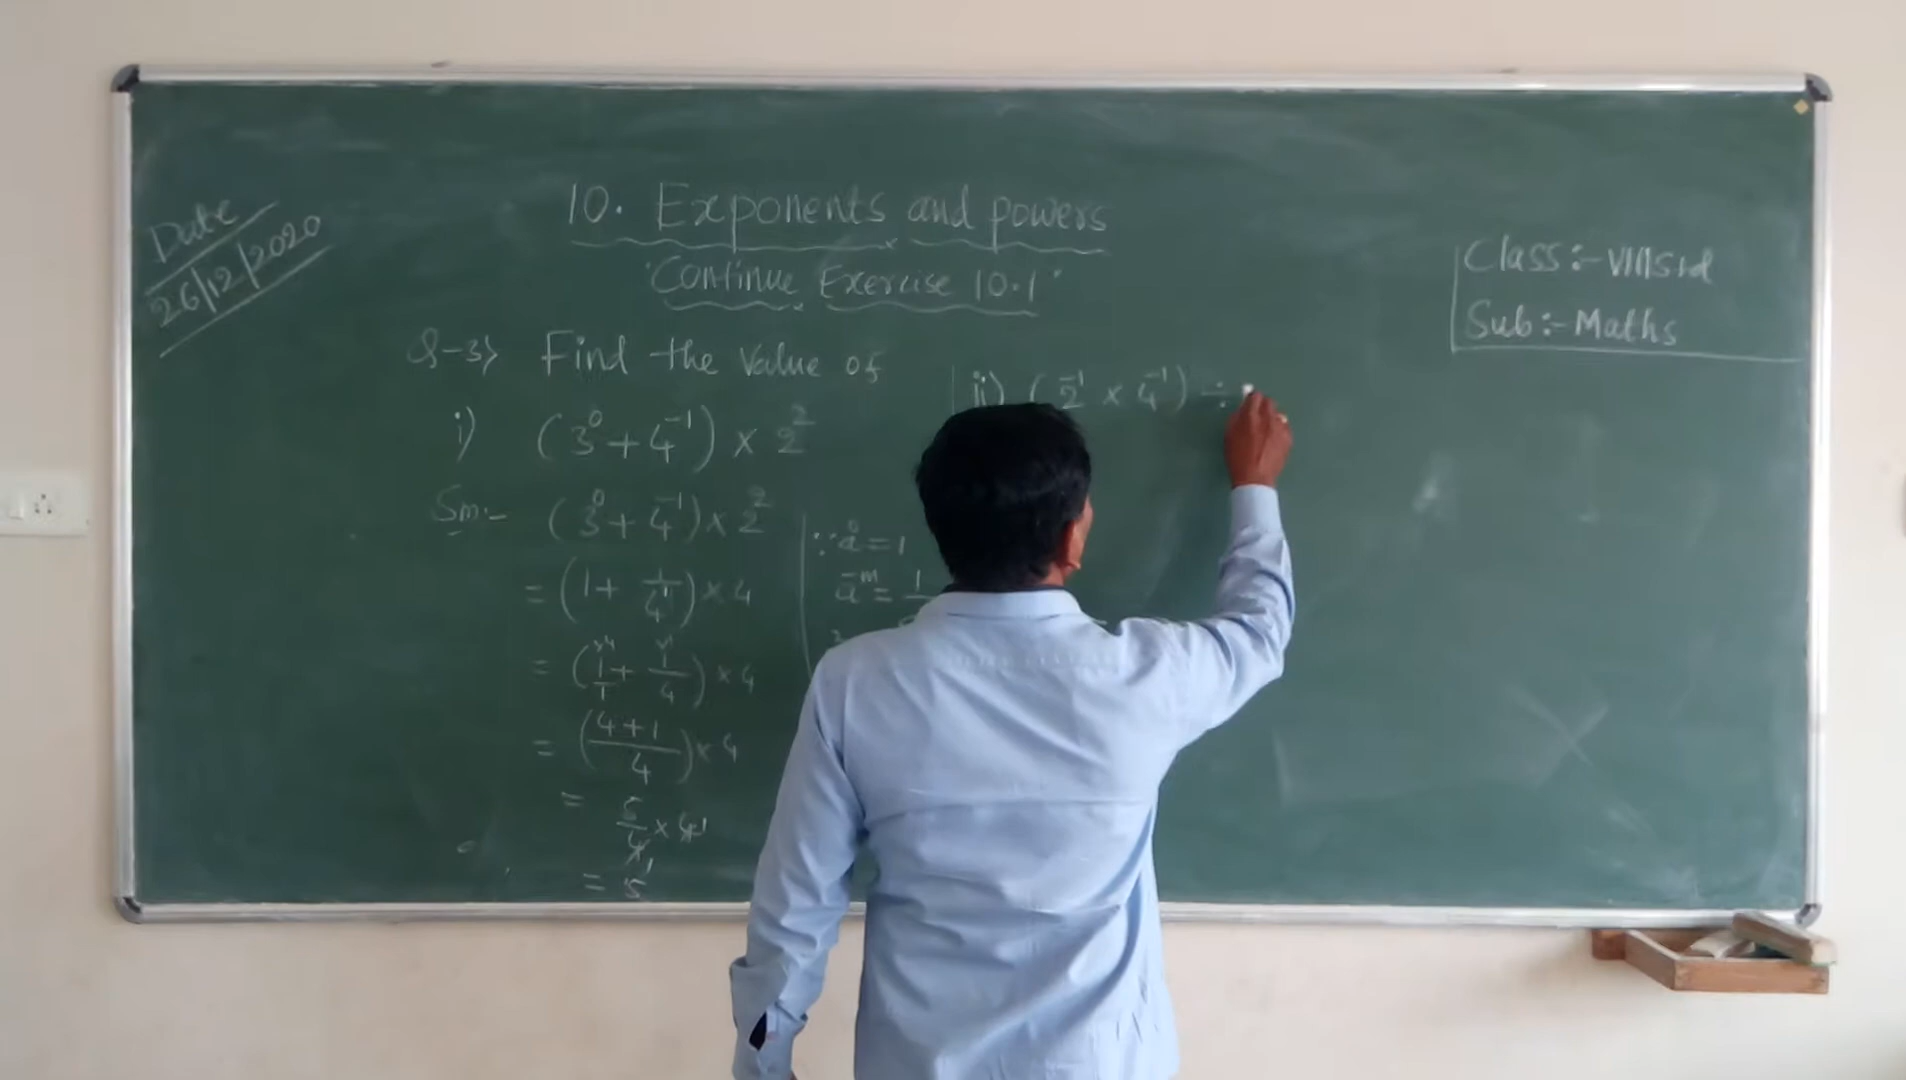 Date
26/12/2020
10. Exponents and powers
"Continue Exercise 10.1"
Class:- VIII
Sub:- Maths
Q-3) Find the value of
i) (3⁰ + 4⁻¹) × 2²
(3⁰ + 4⁻¹) × 2²
= (1 + 1/4¹) × 4
= (1/1 + 1/4) × 4
= ((4+1)/4) × 4
= 5/4 × 4
= 5
∵ a⁰ = 1
a⁻ᵐ = 1
ii) (2⁻¹ × 4⁻¹) ÷